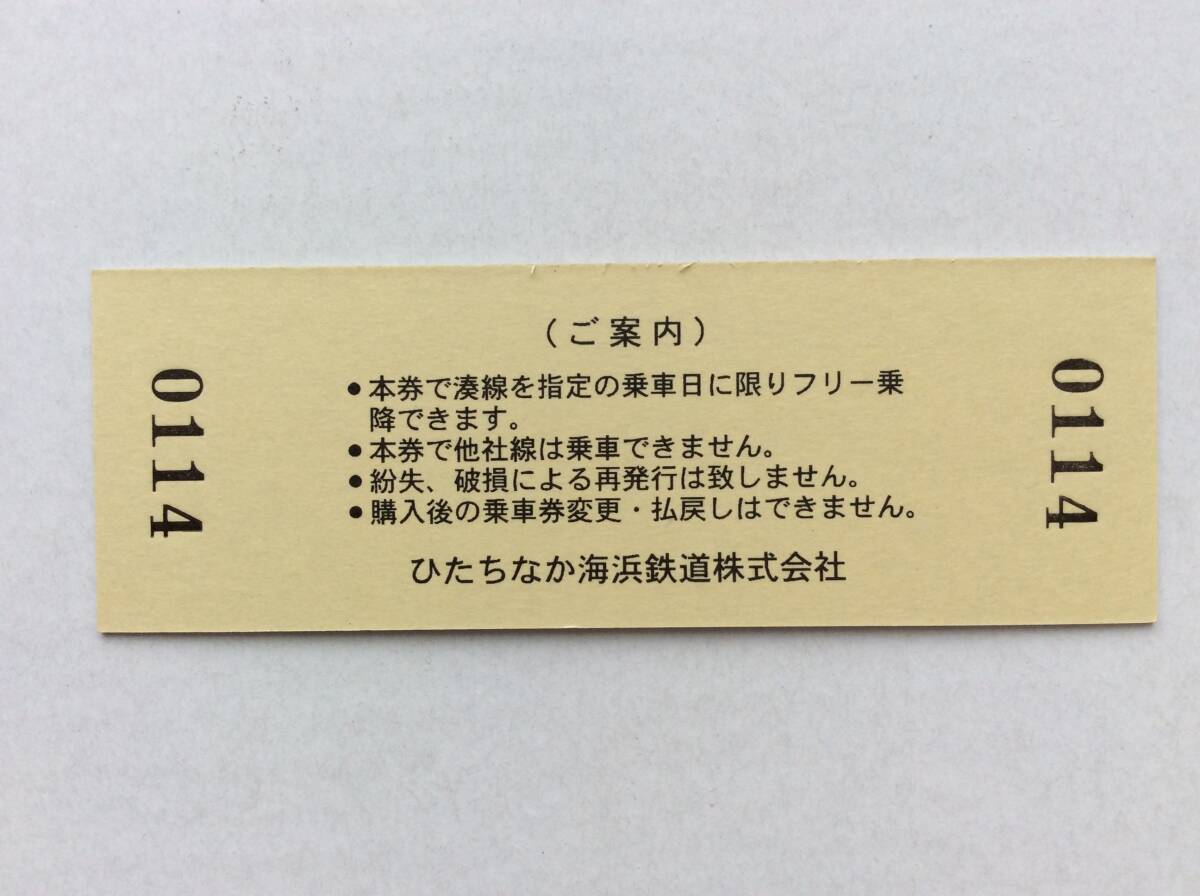 0114
（ご案内）
●本券で湊線を指定の乗車日に限りフリー乗
降できます。
●本券で他社線は乗車できません。
●紛失、破損による再発行は致しません。
●購入後の乗車券変更・払戻しはできません。
ひたちなか海浜鉄道株式会社
0114